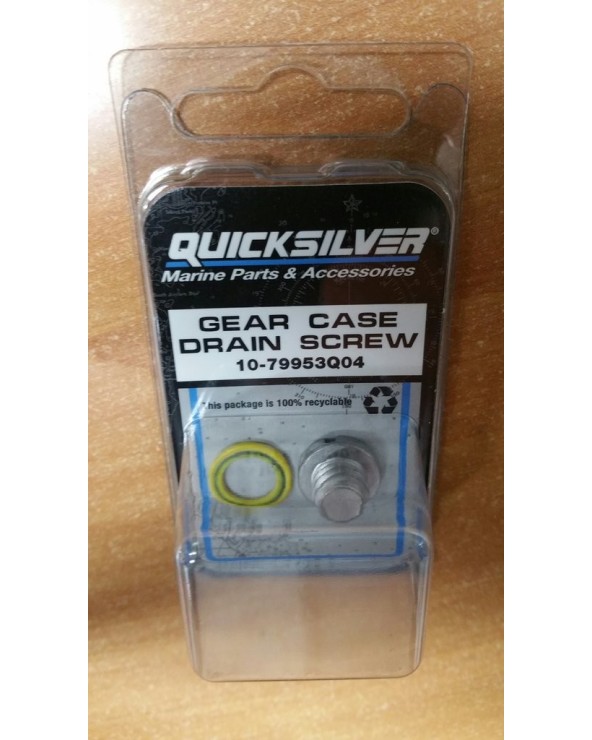 QUICKSILVER®
Marine Parts & Accessories
GEAR CASE
DRAIN SCREW
10-79953Q04
This package is 100% recyclable